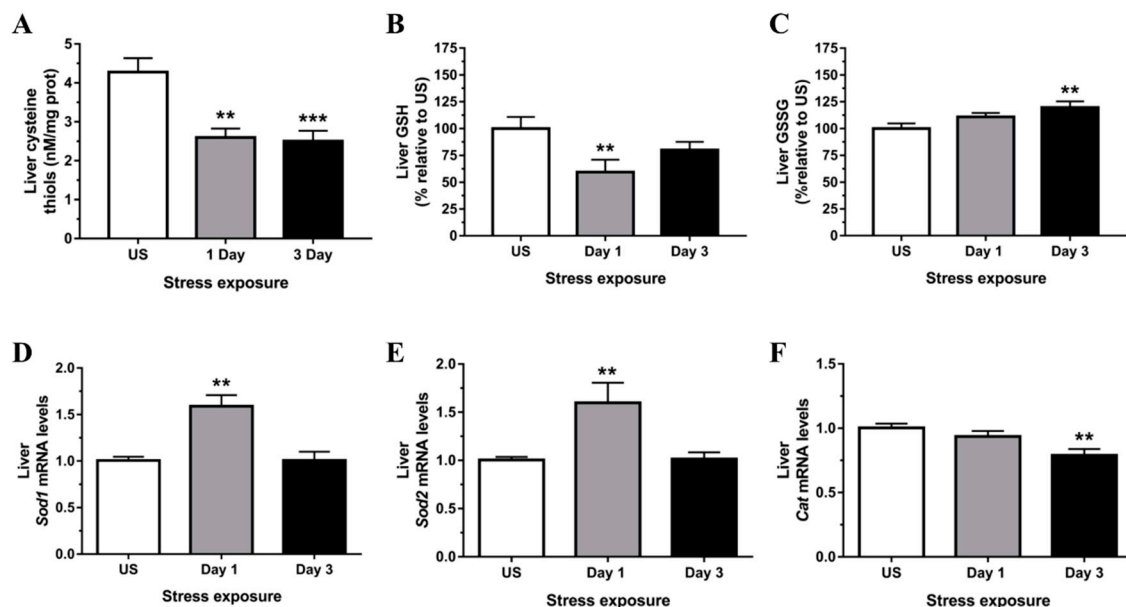 A
Liver cysteine
thiols (nM/mg prot)
5
4
3
2
1
0
**
***
US
1 Day
3 Day
Stress exposure
B
Liver GSH
(% relative to US)
175
150
125
100
75
50
25
0
**
US
Day 1
Day 3
Stress exposure
C
Liver GSSG
(%relative to US)
175
150
125
100
75
50
25
0
**
US
Day 1
Day 3
Stress exposure
D
Liver
Sod1 mRNA levels
2.0
1.5
1.0
0.5
0.0
**
US
Day 1
Day 3
Stress exposure
E
Liver
Sod2 mRNA levels
2.0
1.5
1.0
0.5
0.0
**
US
Day 1
Day 3
Stress exposure
F
Liver
Cat mRNA levels
1.5
1.0
0.5
0.0
**
US
Day 1
Day 3
Stress exposure